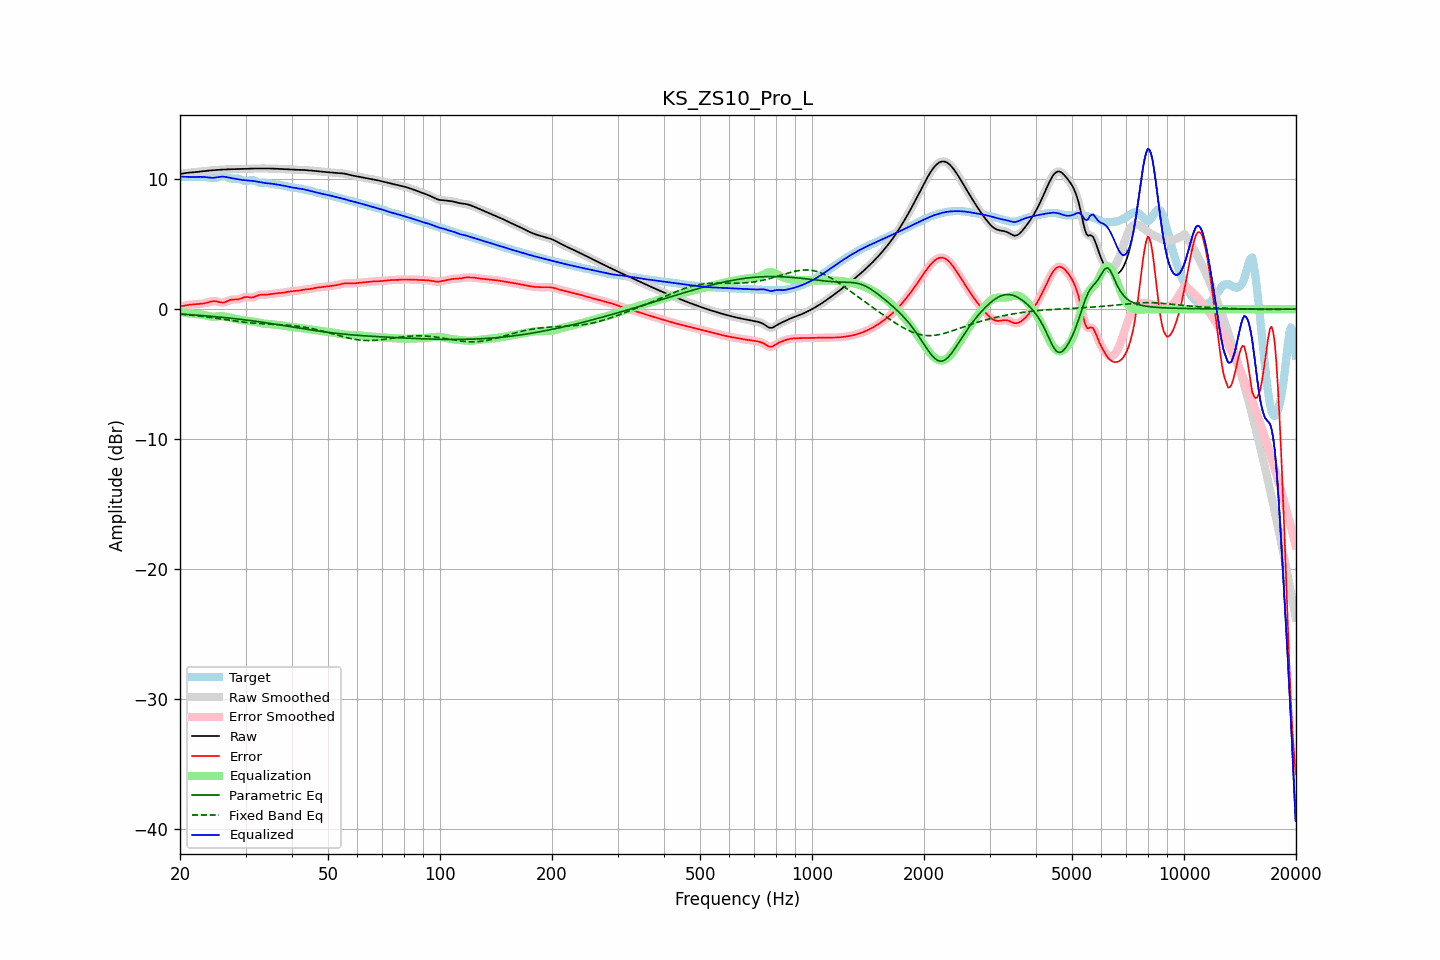 KS_ZS10_Pro_L
10
0
−10
−20
−30
−40
Amplitude (dBr)
Target
Raw Smoothed
Error Smoothed
Raw
Error
Equalization
Parametric Eq
Fixed Band Eq
Equalized
20 50 100 200 500 1000 2000 5000 10000 20000
Frequency (Hz)